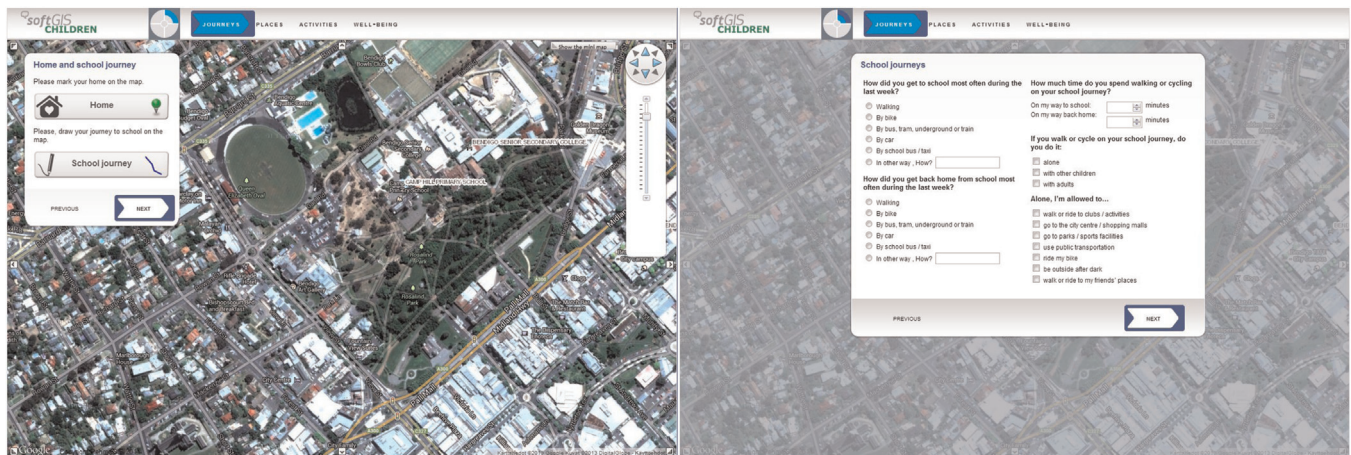 softGIS
CHILDREN
JOURNEYS PLACES ACTIVITIES WELL•BEING
Show the mini map
Home and school journey
Please mark your home on the map.
Home
Please, draw your journey to school on the
map.
School journey
PREVIOUS NEXT
BENDIGO SENIOR SECONDARY COLLEGE
CAMP HILL PRIMARY SCHOOL
Queen
Elizabeth Oval
Rosalind
Park
Rosalind
Park
Pall Mall
Midland Hwy
Pall Mall
Google
softGIS
CHILDREN
JOURNEYS PLACES ACTIVITIES WELL•BEING
School journeys
How did you get to school most often during the
last week?
Walking
By bike
By bus, tram, underground or train
By car
By school bus / taxi
In other way , How?
How did you get back home from school most
often during the last week?
Walking
By bike
By bus, tram, underground or train
By car
By school bus / taxi
In other way , How?
How much time do you spend walking or cycling
on your school journey?
On my way to school: minutes
On my way back home: minutes
If you walk or cycle on your school journey, do
you do it:
alone
with other children
with adults
Alone, I'm allowed to...
walk or ride to clubs / activities
go to the city centre / shopping malls
go to parks / sports facilities
use public transportation
ride my bike
be outside after dark
walk or ride to my friends' places
PREVIOUS NEXT